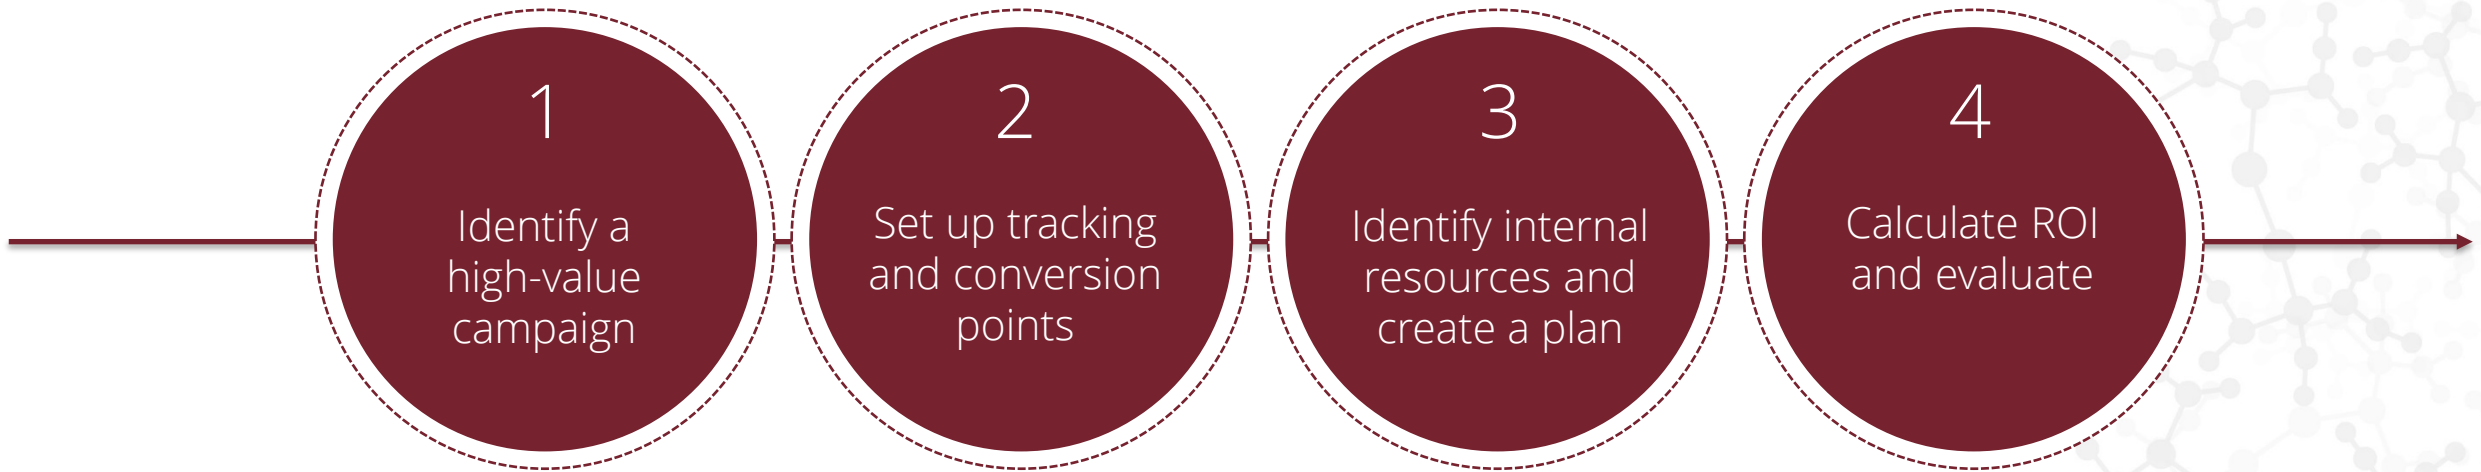 1
Identify a
high-value
campaign
2
Set up tracking
and conversion
points
3
Identify internal
resources and
create a plan
4
Calculate ROI
and evaluate